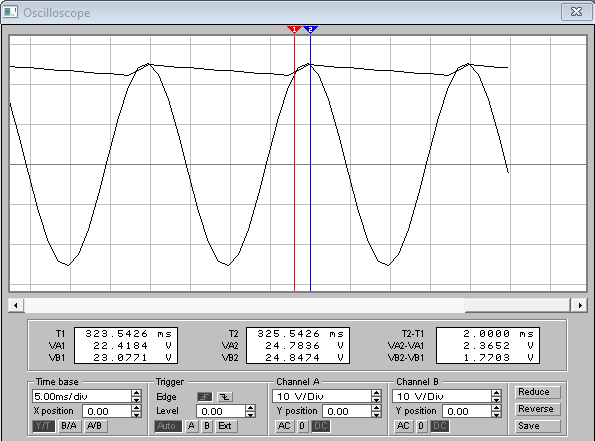 Oscilloscope
1 2
T1 323.5426 ms T2 325.5426 ms T2-T1 2.0000 ms
VA1 22.4184 V VA2 24.7836 V VA2-VA1 2.3652 V
VB1 23.0771 V VB2 24.8474 V VB2-VB1 1.7703 V
Time base Trigger Channel A Channel B
5.00ms/div Edge 10 V/Div 10 V/Div Reduce
X position 0.00 Level 0.00 Y position 0.00 Y position 0.00 Reverse
Y/T B/A A/B Auto A B Ext AC 0 DC AC 0 DC Save